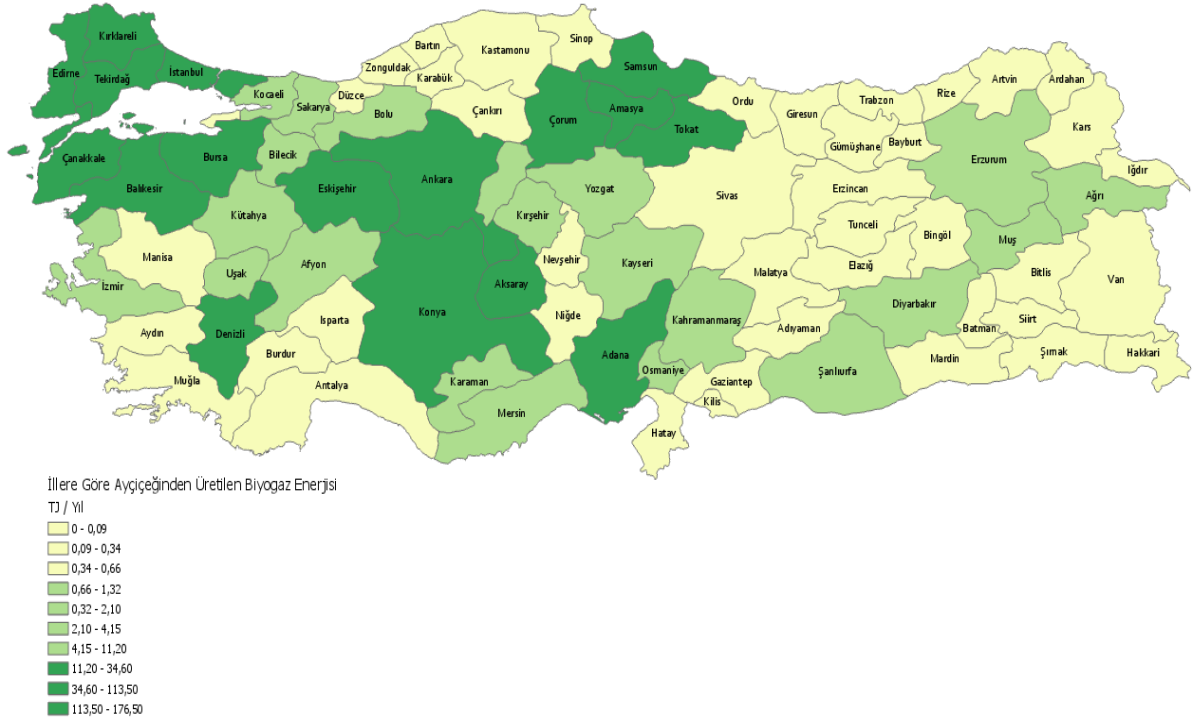 Kırklareli
Edirne
Tekirdağ
İstanbul
Kocaeli
Sakarya
Düzce
Zonguldak
Bartın
Karabük
Kastamonu
Sinop
Çankırı
Bolu
Samsun
Amasya
Çorum
Tokat
Ordu
Giresun
Trabzon
Rize
Artvin
Ardahan
Gümüşhane
Bayburt
Kars
Erzurum
Iğdır
Ağrı
Çanakkale
Bursa
Bilecik
Balıkesir
Eskişehir
Ankara
Kütahya
Kırşehir
Yozgat
Sivas
Erzincan
Tunceli
Bingöl
Muş
Manisa
Uşak
Afyon
İzmir
Nevşehir
Kayseri
Malatya
Elazığ
Bitlis
Van
Aksaray
Konya
Niğde
Aydın
Denizli
Isparta
Burdur
Kahramanmaraş
Adıyaman
Diyarbakır
Batman
Siirt
Şırnak
Hakkari
Mardin
Adana
Osmaniye
Gaziantep
Şanlıurfa
Kilis
Muğla
Antalya
Karaman
Mersin
Hatay
İllere Göre Ayçiçeğinden Üretilen Biyogaz Enerjisi
TJ / Yıl
0 - 0,09
0,09 - 0,34
0,34 - 0,66
0,66 - 1,32
0,32 - 2,10
2,10 - 4,15
4,15 - 11,20
11,20 - 34,60
34,60 - 113,50
113,50 - 176,50